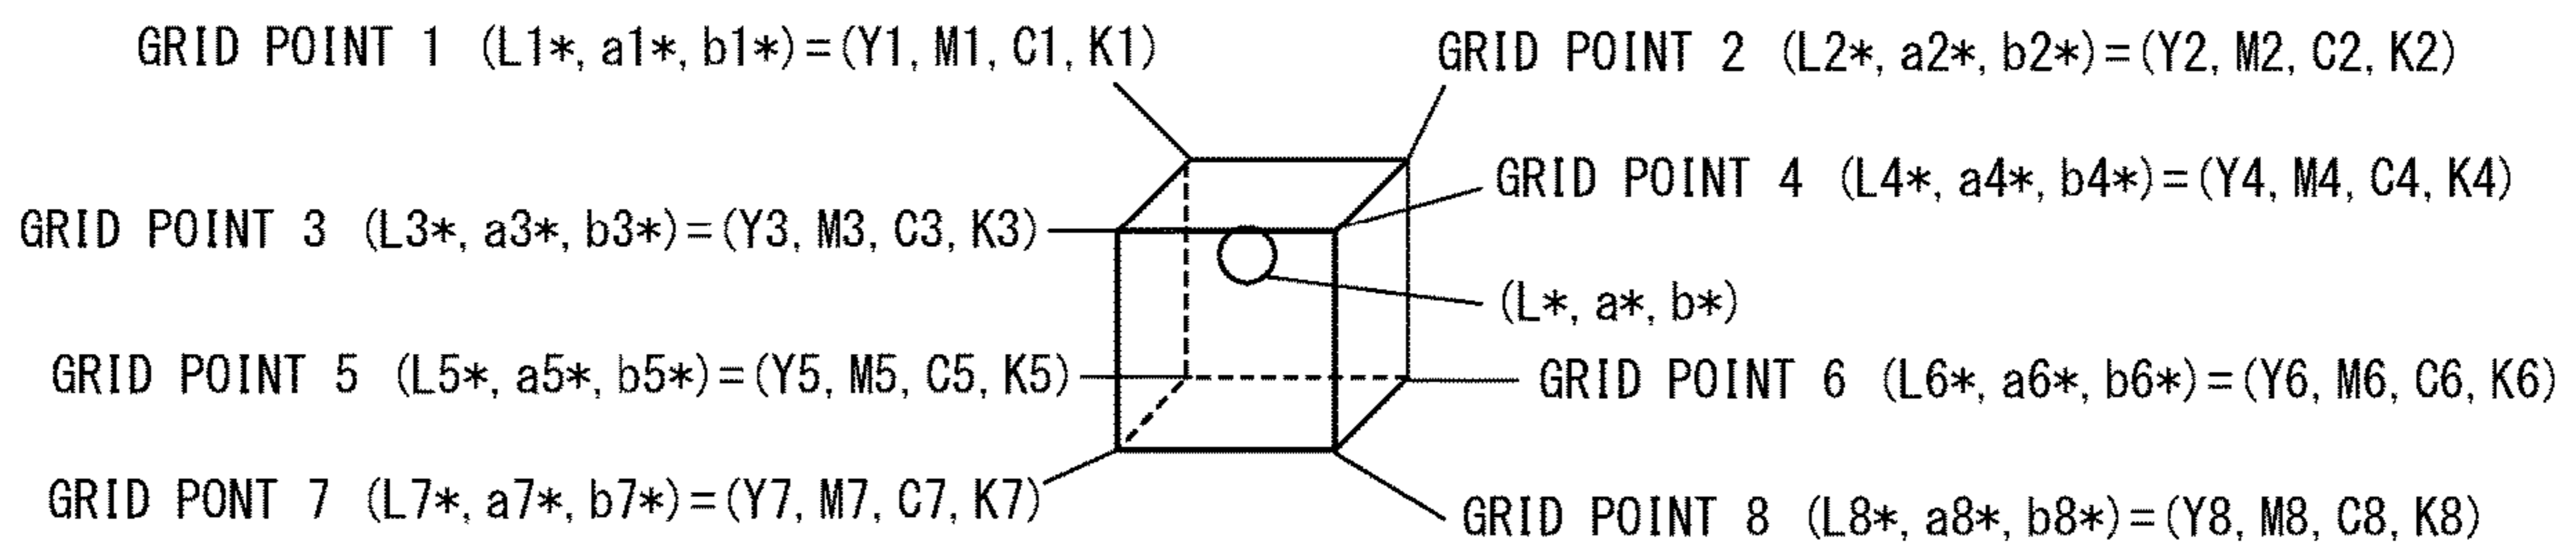 GRID POINT 1 (L1*, a1*, b1*)=(Y1, M1, C1, K1)
GRID POINT 2 (L2*, a2*, b2*)=(Y2, M2, C2, K2)
GRID POINT 4 (L4*, a4*, b4*)=(Y4, M4, C4, K4)
GRID POINT 3 (L3*, a3*, b3*)=(Y3, M3, C3, K3)
(L*, a*, b*)
GRID POINT 5 (L5*, a5*, b5*)=(Y5, M5, C5, K5)
GRID POINT 6 (L6*, a6*, b6*)=(Y6, M6, C6, K6)
GRID PONT 7 (L7*, a7*, b7*)=(Y7, M7, C7, K7)
GRID POINT 8 (L8*, a8*, b8*)=(Y8, M8, C8, K8)